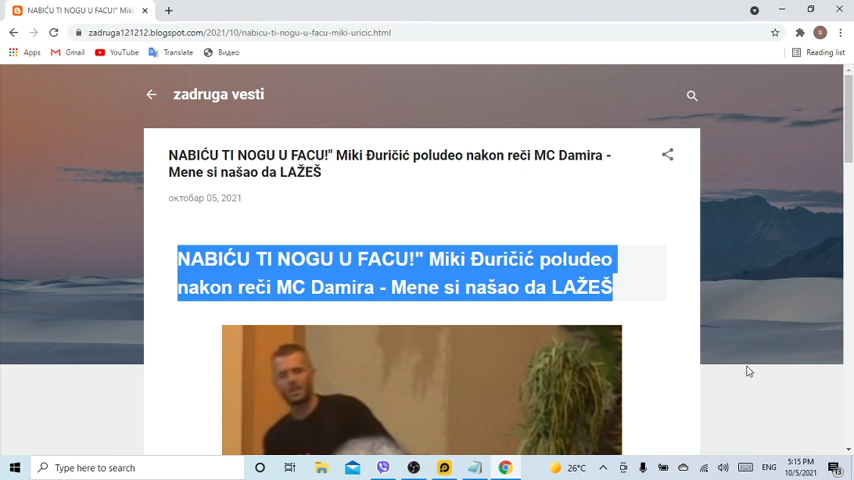 NABIĆU TI NOGU U FACU!" Miki
zadruga121212.blogspot.com/2021/10/nabicu-ti-nogu-u-facu-miki-uricic.html
Apps Gmail YouTube Translate Видео Reading list
zadruga vesti
NABIĆU TI NOGU U FACU!" Miki Đuričić poludeo nakon reči MC Damira -
Mene si našao da LAŽEŠ
октобар 05, 2021
NABIĆU TI NOGU U FACU!" Miki Đuričić poludeo
nakon reči MC Damira - Mene si našao da LAŽEŠ
Type here to search
26°C
ENG
5:15 PM
10/5/2021